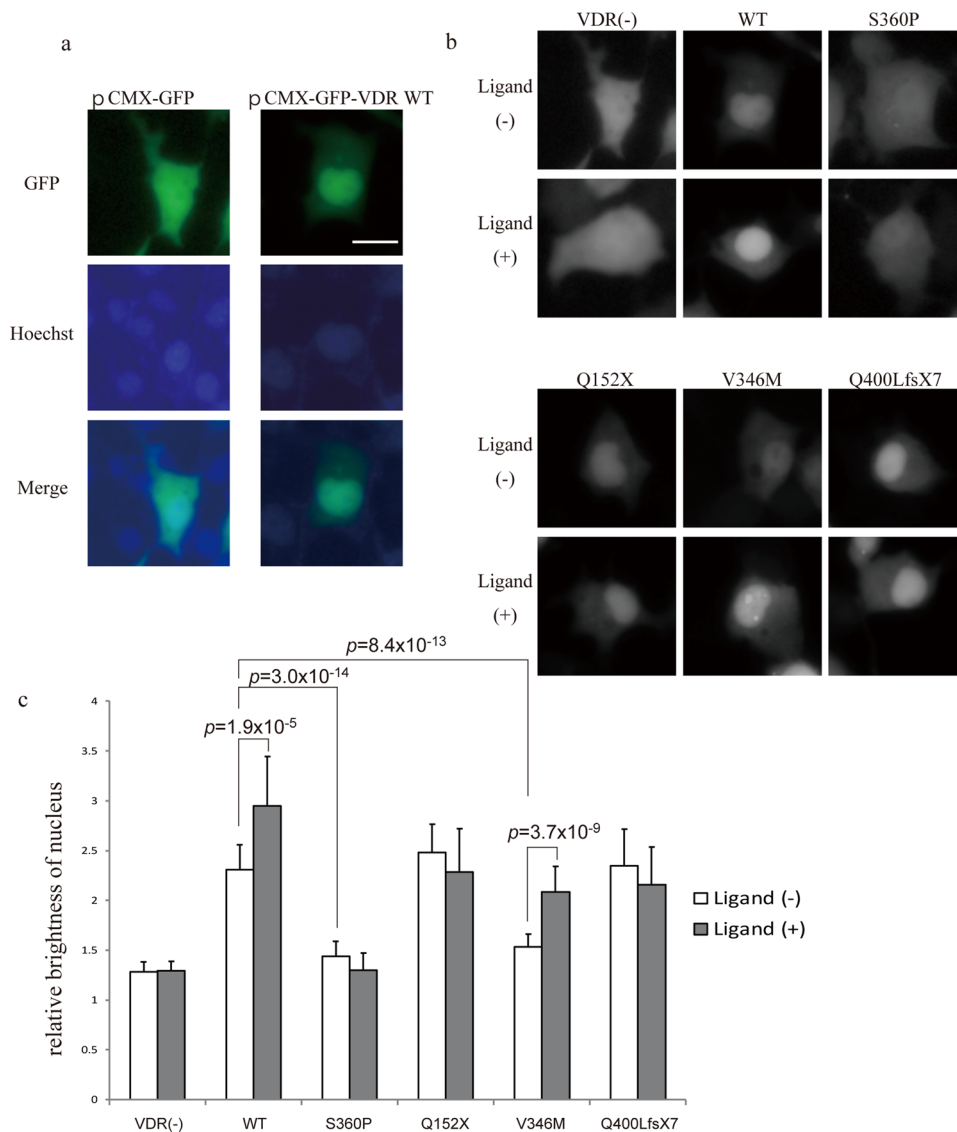 a
p CMX-GFP
p CMX-GFP-VDR WT
GFP
Hoechst
Merge
b
VDR(-) WT S360P
Ligand
(-)
Ligand
(+)
Q152X V346M Q400LfsX7
Ligand
(-)
Ligand
(+)
c
p=8.4x10-13
p=3.0x10-14
p=1.9x10-5
p=3.7x10-9
relative brightness of nucleus
4
3.5
3
2.5
2
1.5
1
0.5
0
Ligand (-)
Ligand (+)
VDR(-) WT S360P Q152X V346M Q400LfsX7